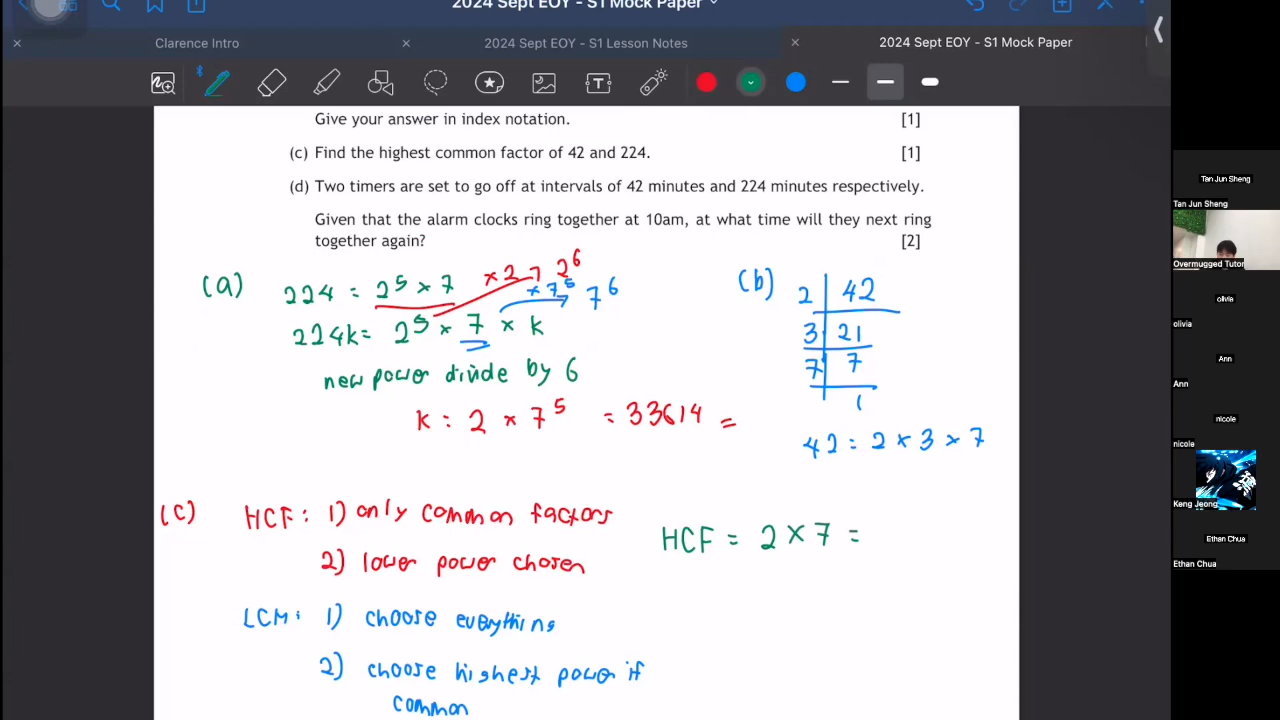 2024 Sept EOY - S1 Mock Paper
Clarence Intro
2024 Sept EOY - S1 Lesson Notes
2024 Sept EOY - S1 Mock Paper
Give your answer in index notation. [1]
(c) Find the highest common factor of 42 and 224. [1]
(d) Two timers are set to go off at intervals of 42 minutes and 224 minutes respectively.
Given that the alarm clocks ring together at 10am, at what time will they next ring
together again? [2]
(a) 224 = 2⁵ × 7
×2 7 2⁶
×7⁵ 7⁶
224k = 2⁵ × 7 × k
new power divide by 6
k = 2 × 7⁵ = 33614 =
(b) 2 42
3 21
7 7
1
42 = 2 × 3 × 7
(c) HCF: 1) only common factors
2) lower power chosen
HCF = 2 × 7 =
LCM: 1) choose everything
2) choose highest power if
common
Tan Jun Sheng
Tan Jun Sheng
Overmugged Tutor
olivia
olivia
Ann
Ann
nicole
nicole
Keng Jeong
Ethan Chua
Ethan Chua